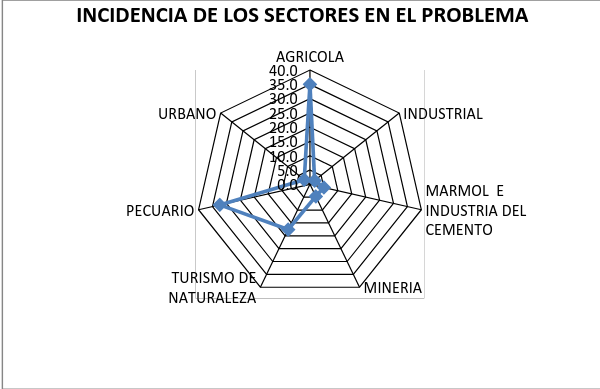 INCIDENCIA DE LOS SECTORES EN EL PROBLEMA
AGRICOLA
40.0
35.0
30.0
25.0
20.0
15.0
10.0
5.0
0.0
URBANO
INDUSTRIAL
PECUARIO
MARMOL E
INDUSTRIA DEL
CEMENTO
TURISMO DE
NATURALEZA
MINERIA